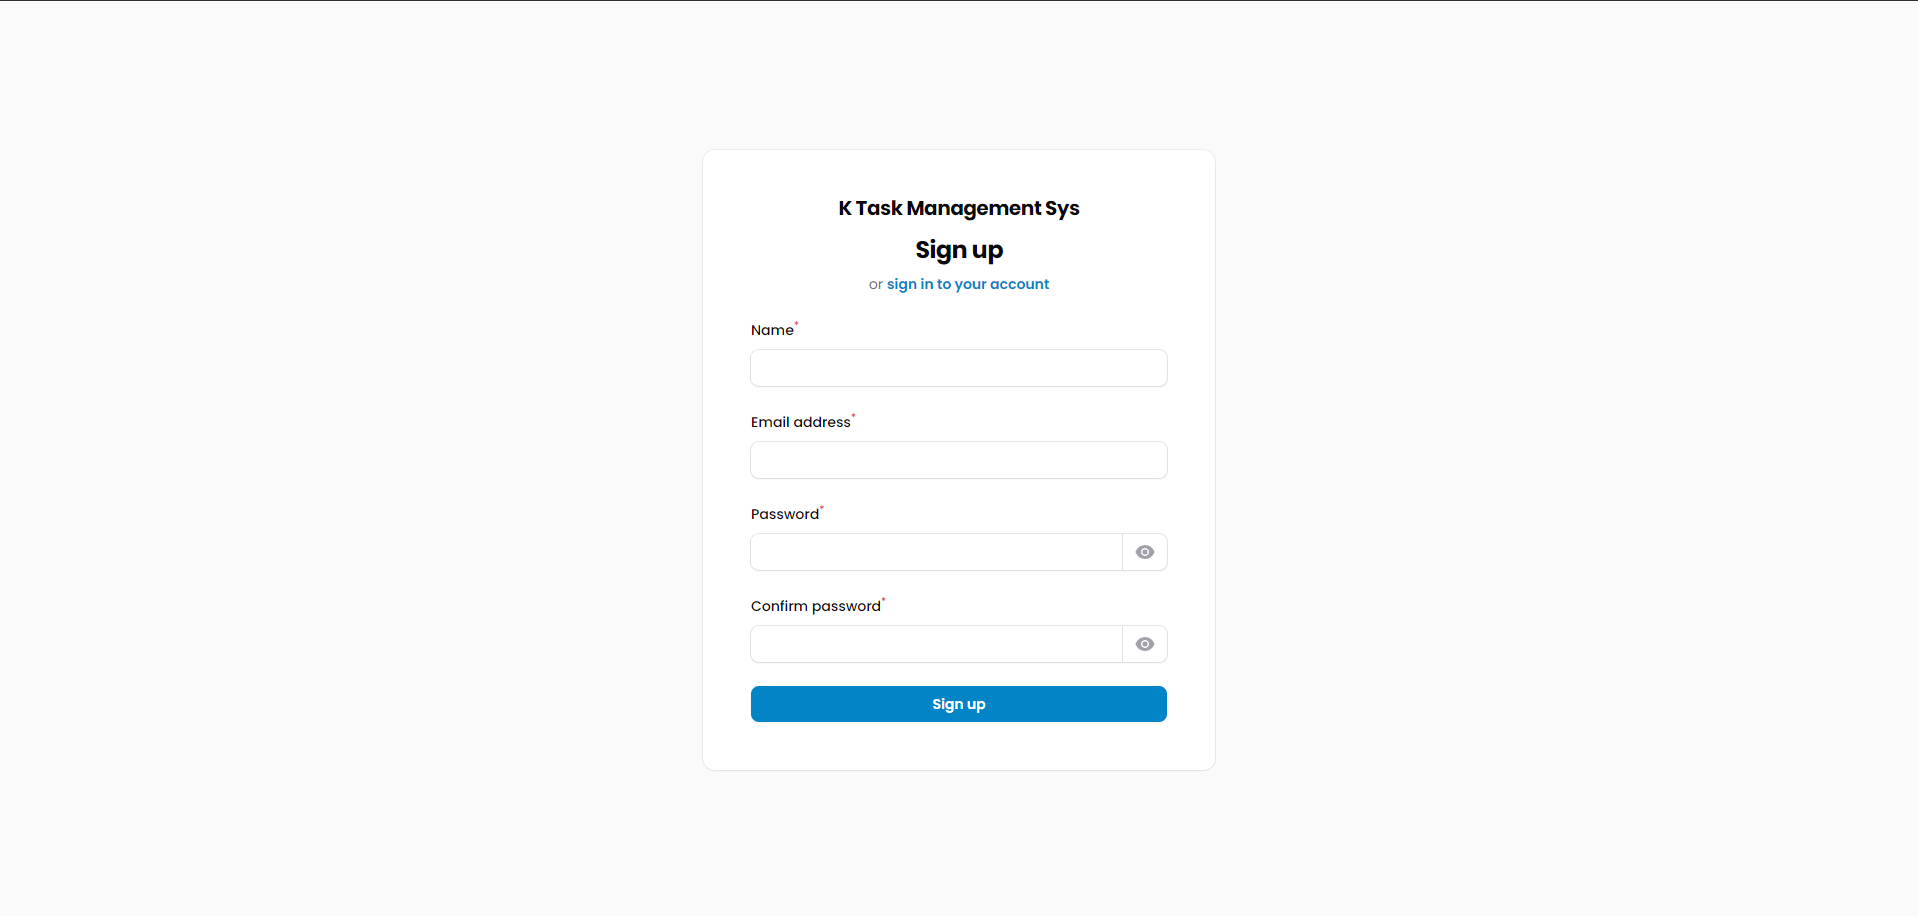 K Task Management Sys
Sign up
or sign in to your account
Name*
Email address*
Password*
Confirm password*
Sign up